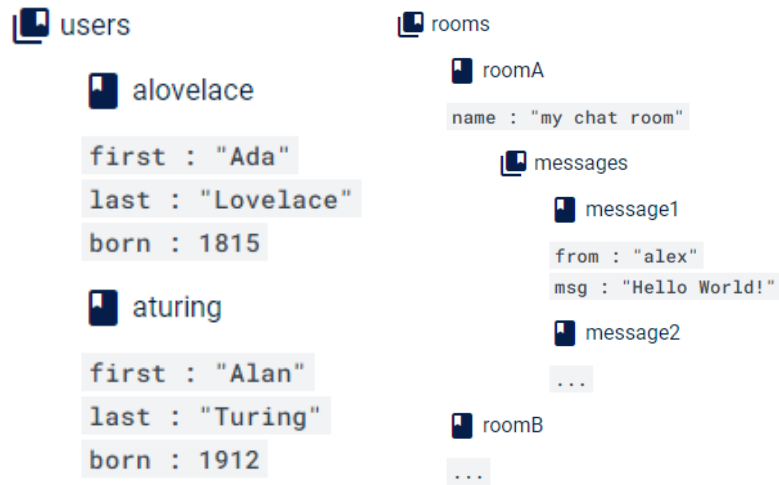 users
alovelace
first : "Ada"
last : "Lovelace"
born : 1815
aturing
first : "Alan"
last : "Turing"
born : 1912
rooms
roomA
name : "my chat room"
messages
message1
from : "alex"
msg : "Hello World!"
message2
...
roomB
...